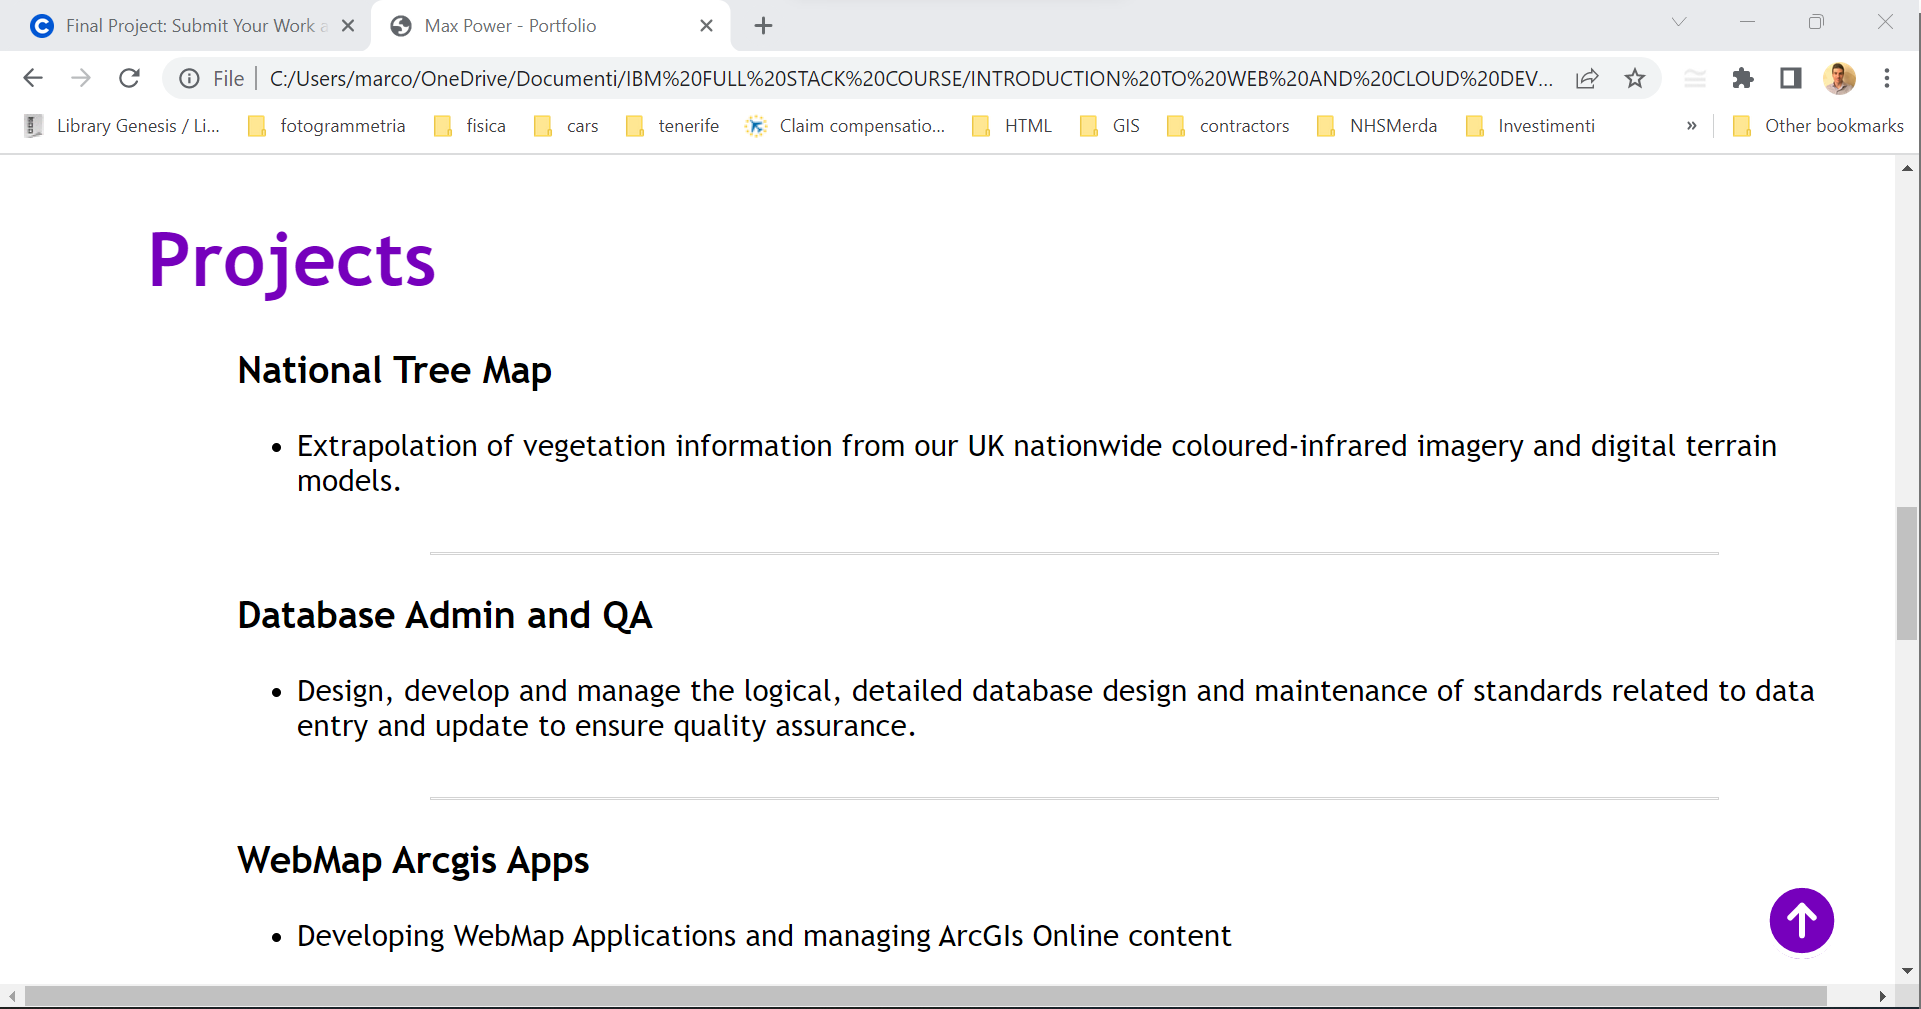 Final Project: Submit Your Work a
Max Power - Portfolio
File
C:/Users/marco/OneDrive/Documenti/IBM%20FULL%20STACK%20COURSE/INTRODUCTION%20TO%20WEB%20AND%20CLOUD%20DEV...
Library Genesis / Li... fotogrammetria fisica cars tenerife Claim compensatio... HTML GIS contractors NHSMerda Investimenti » Other bookmarks
Projects
National Tree Map
• Extrapolation of vegetation information from our UK nationwide coloured-infrared imagery and digital terrain
models.
Database Admin and QA
• Design, develop and manage the logical, detailed database design and maintenance of standards related to data
entry and update to ensure quality assurance.
WebMap Arcgis Apps
• Developing WebMap Applications and managing ArcGIs Online content